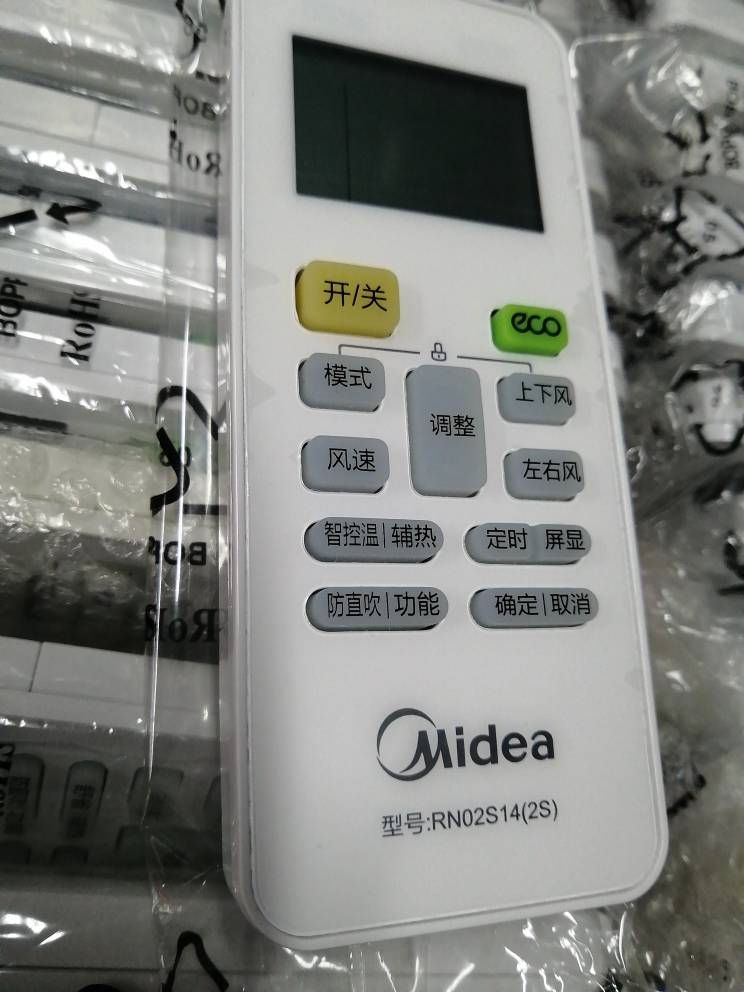 开/关
eco
模式
调整
上下风
风速
左右风
智控温|辅热
定时 屏显
防直吹|功能
确定|取消
Midea
型号:RN02S14(2S)
RoHS
BOPP